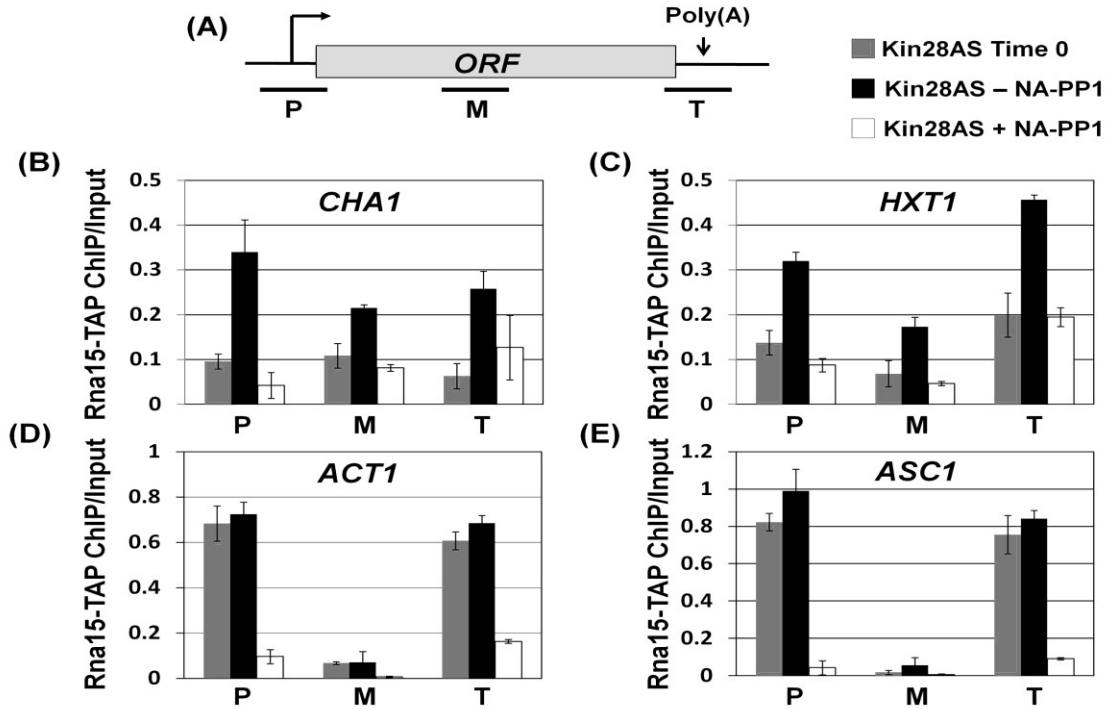 (A)
Poly(A)
ORF
P M T
Kin28AS Time 0
Kin28AS – NA-PP1
Kin28AS + NA-PP1
(B)
Rna15-TAP ChIP/Input
0.5
0.4
0.3
0.2
0.1
0
CHA1
P M T
(C)
Rna15-TAP ChIP/Input
0.5
0.4
0.3
0.2
0.1
0
HXT1
P M T
(D)
Rna15-TAP ChIP/Input
1
0.8
0.6
0.4
0.2
0
ACT1
P M T
(E)
Rna15-TAP ChIP/Input
1.2
1
0.8
0.6
0.4
0.2
0
ASC1
P M T